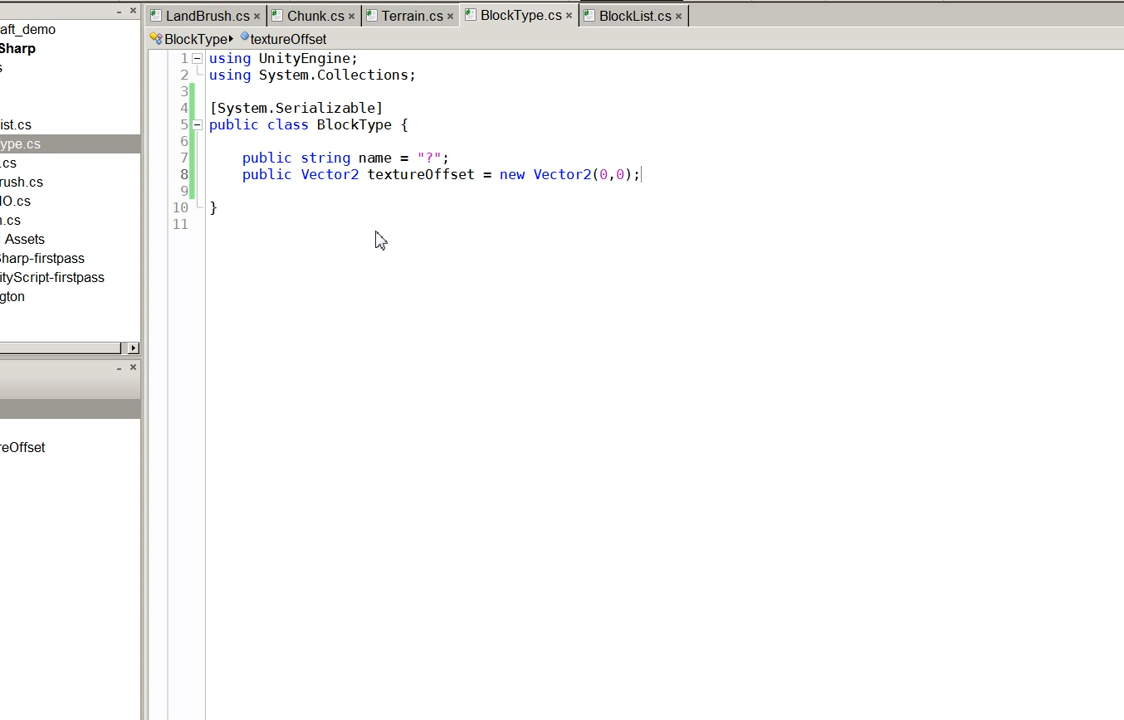 LandBrush.cs × Chunk.cs × Terrain.cs × BlockType.cs × BlockList.cs ×
BlockType textureOffset
aft_demo
Sharp
s
ist.cs
ype.cs
.cs
rush.cs
IO.cs
n.cs
Assets
Sharp-firstpass
ityScript-firstpass
gton
reOffset
1 using UnityEngine;
2 using System.Collections;
3
4 [System.Serializable]
5 public class BlockType {
6
7 public string name = "?";
8 public Vector2 textureOffset = new Vector2(0,0);
9
10 }
11